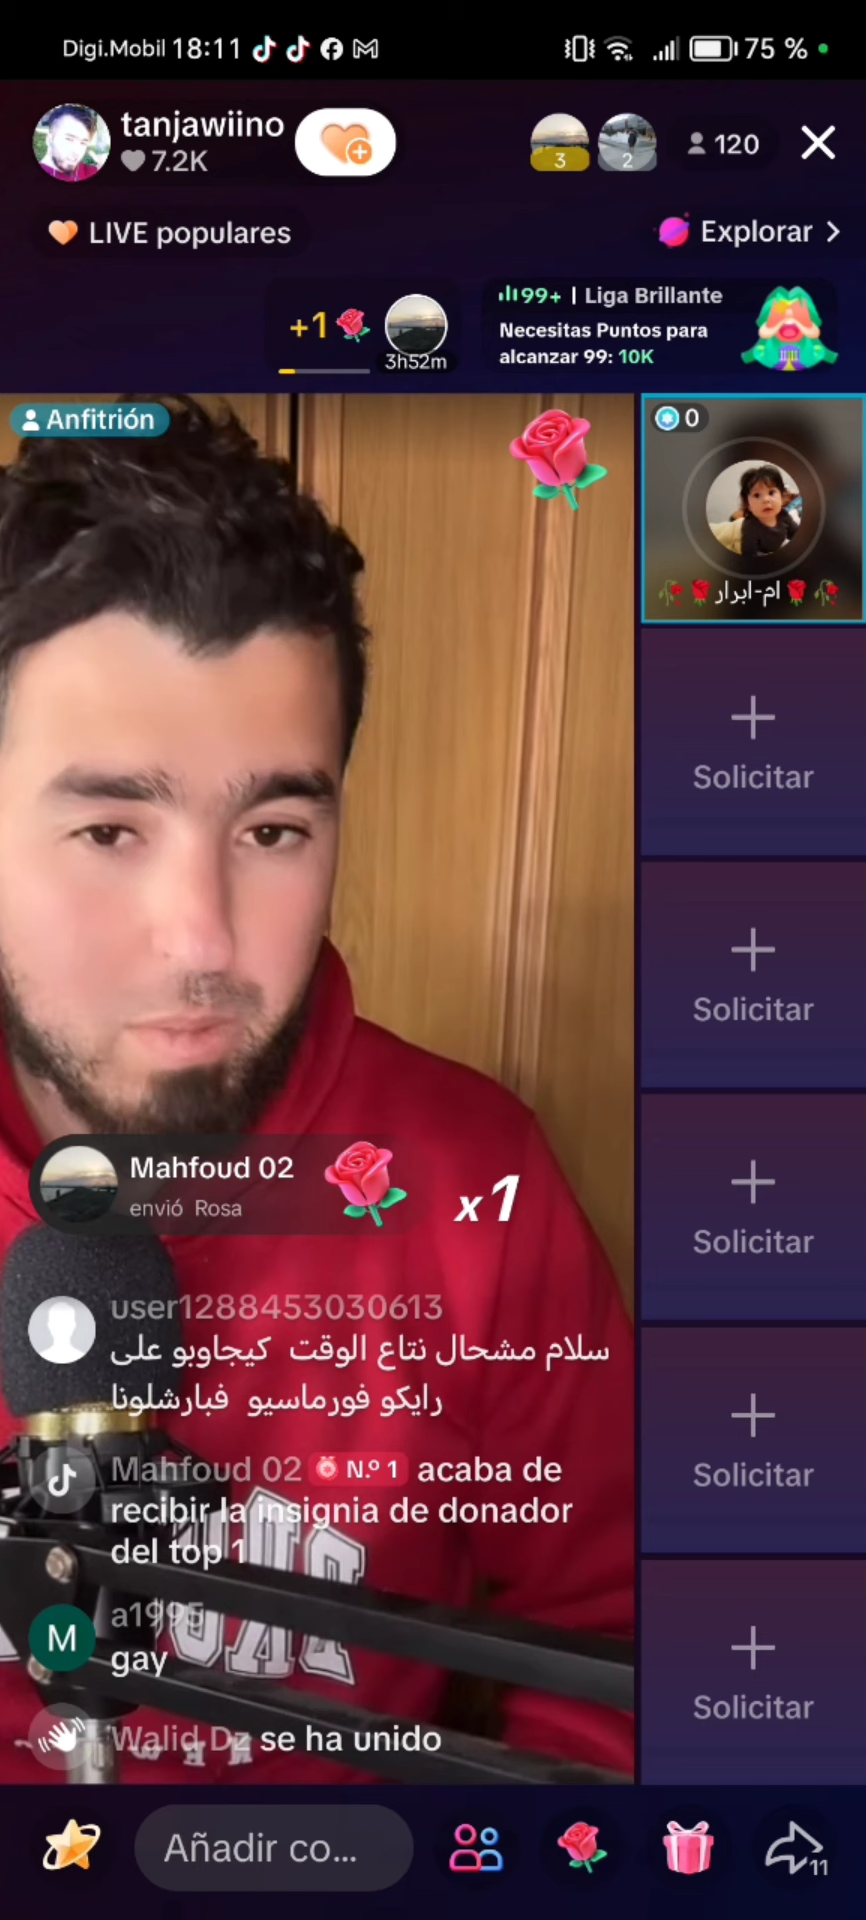 Digi.Mobil 18:11
75 %
tanjawiino
7.2K
3
2
120
LIVE populares
Explorar
+1
3h52m
99+ | Liga Brillante
Necesitas Puntos para
alcanzar 99: 10K
Anfitrión
0
ام-ابرار
Solicitar
Solicitar
Solicitar
Solicitar
Solicitar
Mahfoud 02
envió Rosa
x1
user1288453030613
سلام مشحال نتاع الوقت كيجاوبو على
رايكو فورماسيو فبارشلونا
Mahfoud 02 N.º 1 acaba de
recibir la insignia de donador
del top 1
M
a1995
gay
Walid Dz se ha unido
Añadir co...
11